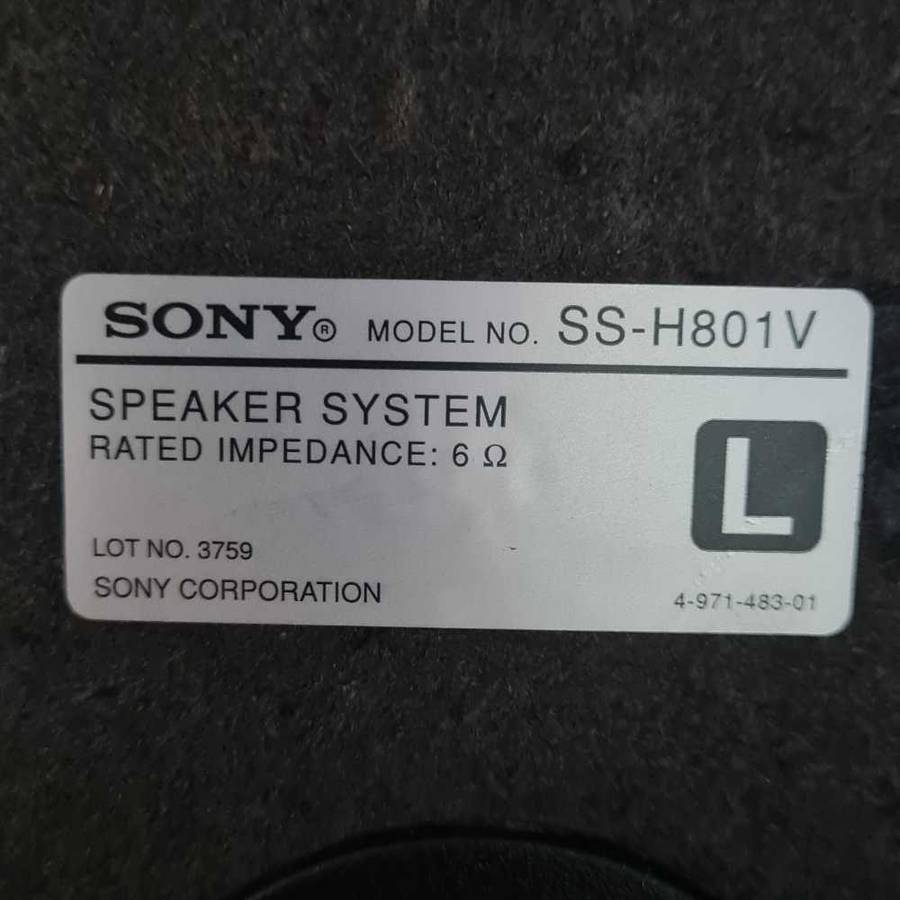 SONY® MODEL NO. SS-H801V
SPEAKER SYSTEM
RATED IMPEDANCE: 6 Ω
L
LOT NO. 3759
SONY CORPORATION
4-971-483-01